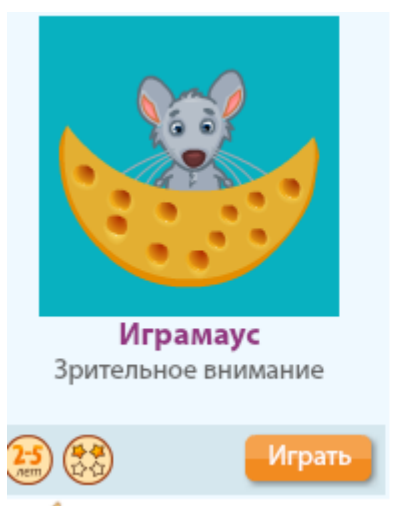 Играмаус
Зрительное внимание
2-5
лет
Играть